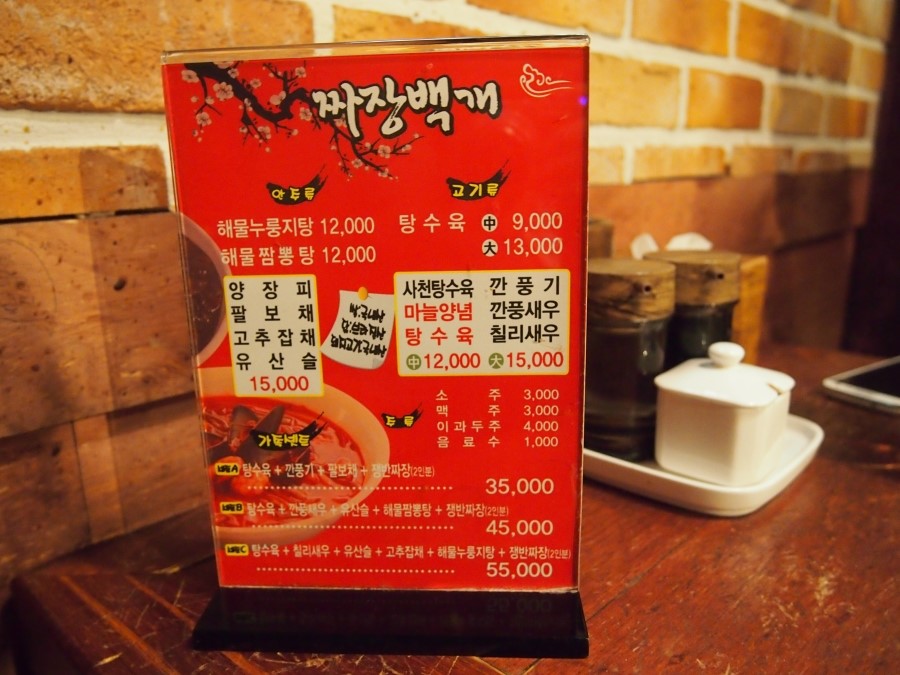 짜장백개
안주류
고기류
해물누룽지탕 12,000
해물짬뽕탕 12,000
탕수육 中 9,000
大 13,000
양장피
팔보채
고추잡채
유산슬
15,000
사천탕수육 깐풍기
마늘양념 깐풍새우
탕수육 칠리새우
中 12,000 大 15,000
주류
소주 3,000
맥주 3,000
이과두주 4,000
음료수 1,000
가족세트
세트A 탕수육 + 깐풍기 + 팔보채 + 쟁반짜장(2인분)
35,000
세트B 탕수육 + 깐풍새우 + 유산슬 + 해물짬뽕탕 + 쟁반짜장(2인분)
45,000
세트C 탕수육 + 칠리새우 + 유산슬 + 고추잡채 + 해물누룽지탕 + 쟁반짜장(2인분)
55,000